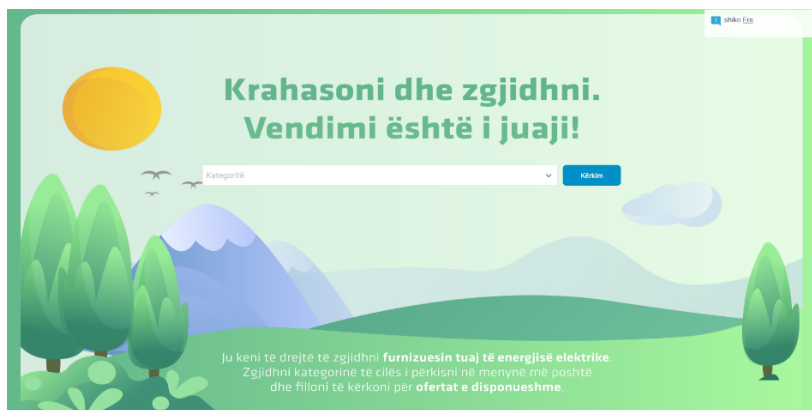 shiko Ere
Krahasoni dhe zgjidhni.
Vendimi është i juaji!
Kategoritë
Kërkim
Ju keni të drejtë të zgjidhni furnizuesin tuaj të energjisë elektrike.
Zgjidhni kategorinë të cilës i përkisni në menynë më poshtë
dhe filloni të kërkoni për ofertat e disponueshme.